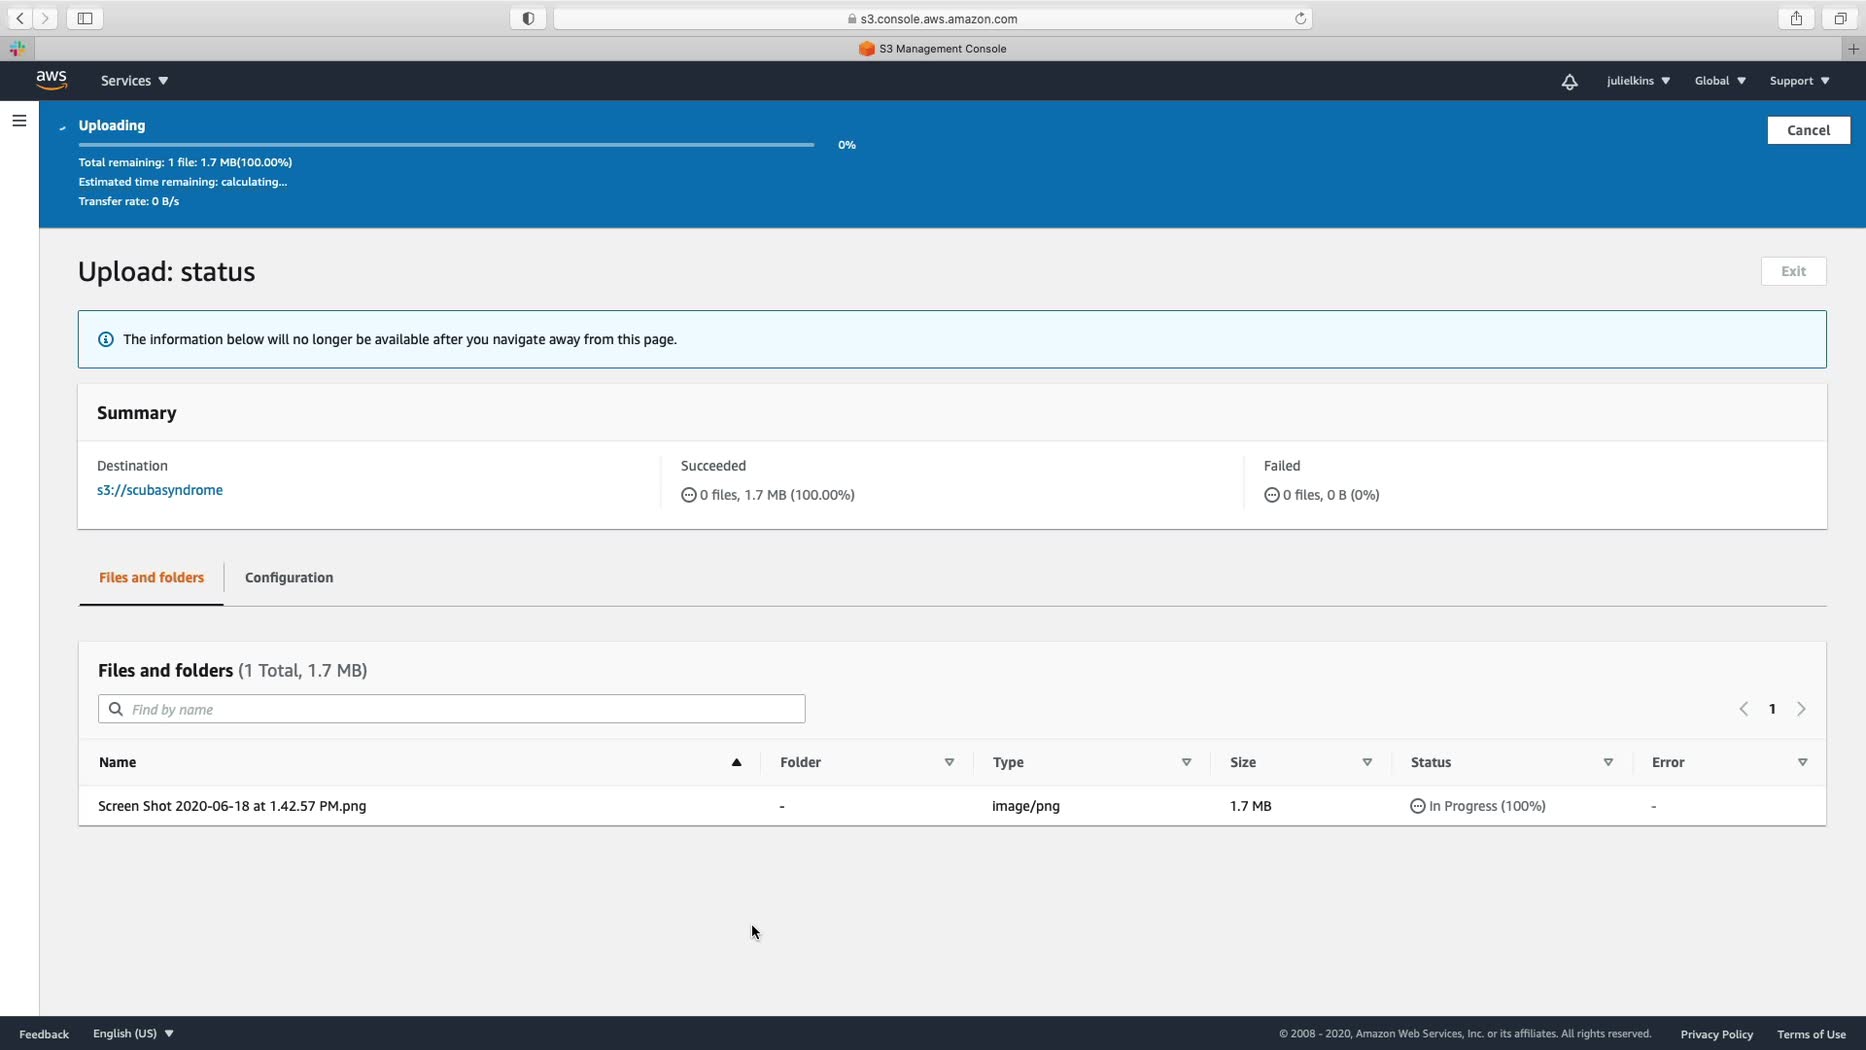 s3.console.aws.amazon.com
S3 Management Console
aws Services julielkins Global Support
Uploading
Cancel
0%
Total remaining: 1 file: 1.7 MB(100.00%)
Estimated time remaining: calculating...
Transfer rate: 0 B/s
Upload: status
Exit
The information below will no longer be available after you navigate away from this page.
Summary
Destination Succeeded Failed
s3://scubasyndrome 0 files, 1.7 MB (100.00%) 0 files, 0 B (0%)
Files and folders Configuration
Files and folders (1 Total, 1.7 MB)
Find by name
1
Name Folder Type Size Status Error
Screen Shot 2020-06-18 at 1.42.57 PM.png - image/png 1.7 MB In Progress (100%) -
Feedback English (US) © 2008 - 2020, Amazon Web Services, Inc. or its affiliates. All rights reserved. Privacy Policy Terms of Use